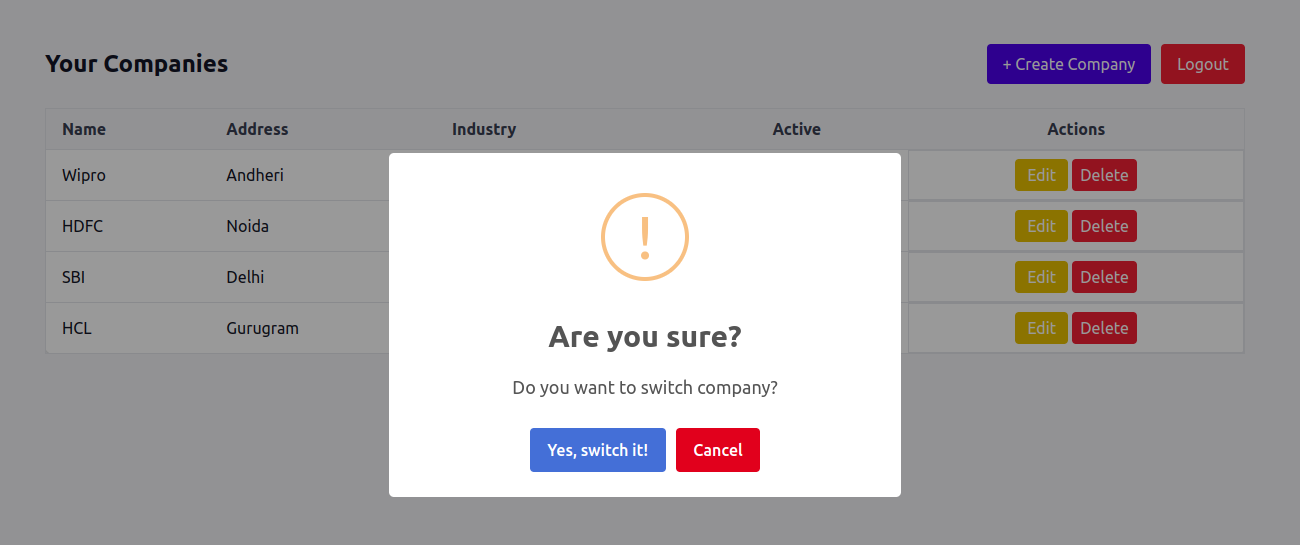 Your Companies + Create Company Logout
Name Address Industry Active Actions
Wipro Andheri Edit Delete
HDFC Noida Edit Delete
SBI Delhi Edit Delete
HCL Gurugram Edit Delete
!
Are you sure?
Do you want to switch company?
Yes, switch it! Cancel